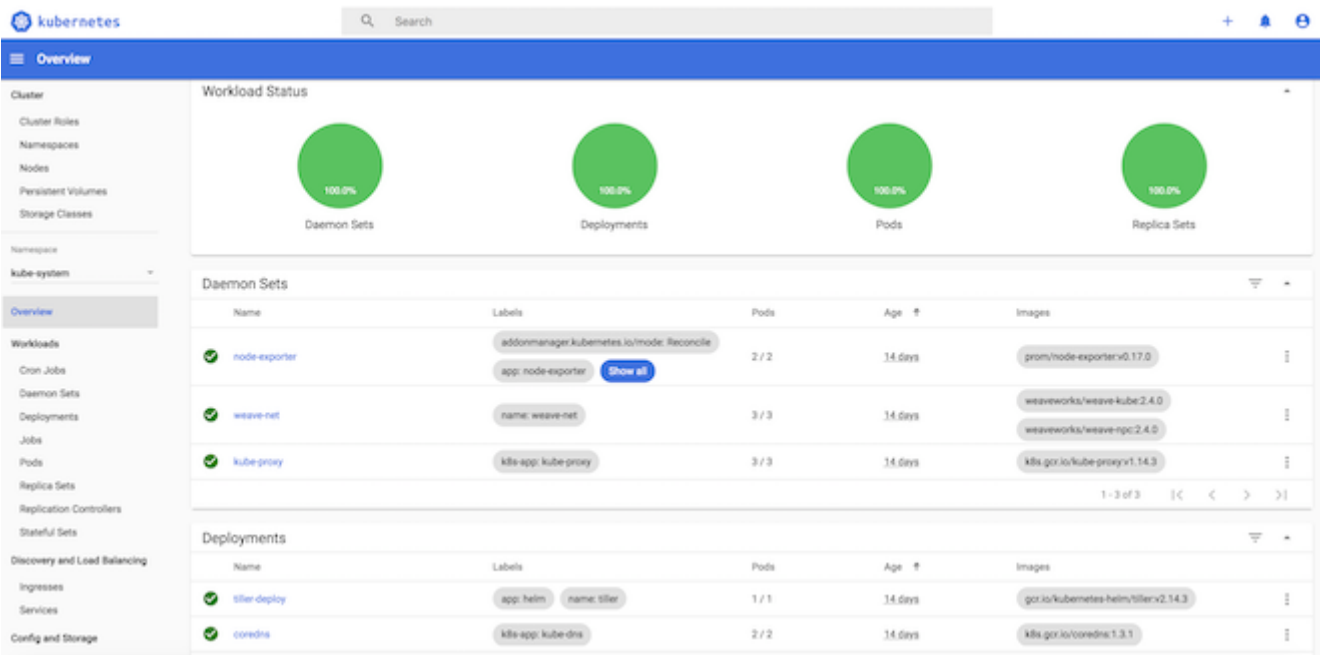 kubernetes
Search
Overview
Cluster
Cluster Roles
Namespaces
Nodes
Persistent Volumes
Storage Classes
Namespace
kube-system
Overview
Workloads
Cron Jobs
Daemon Sets
Deployments
Jobs
Pods
Replica Sets
Replication Controllers
Stateful Sets
Discovery and Load Balancing
Ingresses
Services
Config and Storage
Workload Status
100.0% 100.0% 100.0% 100.0%
Daemon Sets Deployments Pods Replica Sets
Daemon Sets
Name Labels Pods Age Images
addonmanager.kubernetes.io/mode: Reconcile
node-exporter 2 / 2 14 days prom/node-exporter:v0.17.0
app: node-exporter Show all
weaveworks/weave-kube:2.4.0
weave-net name: weave-net 3 / 3 14 days
weaveworks/weave-npc:2.4.0
kube-proxy k8s-app: kube-proxy 3 / 3 14 days k8s.gcr.io/kube-proxy:v1.14.3
1 - 3 of 3
Deployments
Name Labels Pods Age Images
tiller-deploy app: helm name: tiller 1 / 1 14 days gcr.io/kubernetes-helm/tiller:v2.14.3
coredns k8s-app: kube-dns 2 / 2 14 days k8s.gcr.io/coredns:1.3.1